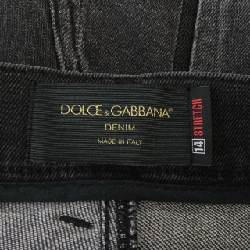 DOLCE & GABBANA®
DENIM
MADE IN ITALY
14 STRETCH